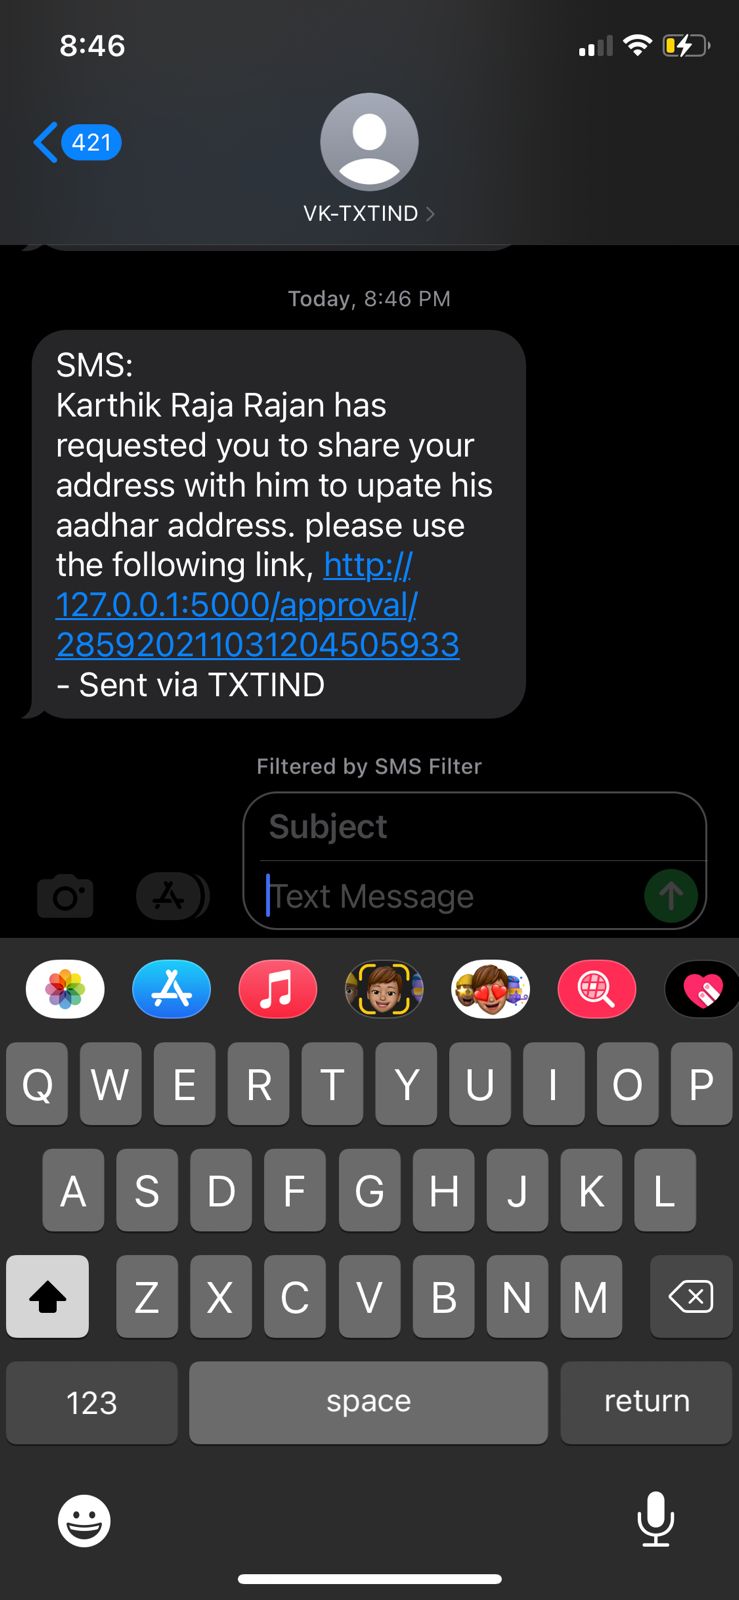 8:46
421
VK-TXTIND
Today, 8:46 PM
SMS:
Karthik Raja Rajan has
requested you to share your
address with him to upate his
aadhar address. please use
the following link, http://
127.0.0.1:5000/approval/
285920211031204505933
- Sent via TXTIND
Filtered by SMS Filter
Subject
Text Message
Q W E R T Y U I O P
A S D F G H J K L
Z X C V B N M
123 space return